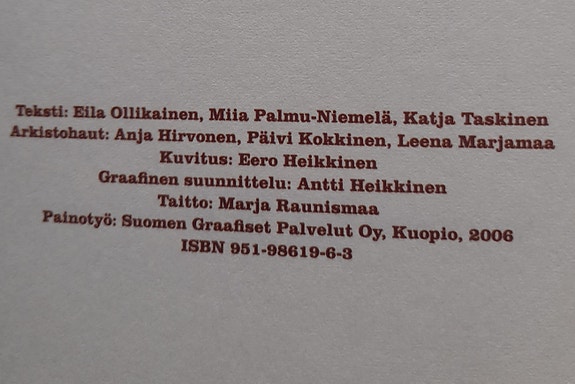 Teksti: Eila Ollikainen, Miia Palmu-Niemelä, Katja Taskinen
Arkistohaut: Anja Hirvonen, Päivi Kokkinen, Leena Marjamaa
Kuvitus: Eero Heikkinen
Graafinen suunnittelu: Antti Heikkinen
Taitto: Marja Raunismaa
Painotyö: Suomen Graafiset Palvelut Oy, Kuopio, 2006
ISBN 951-98619-6-3